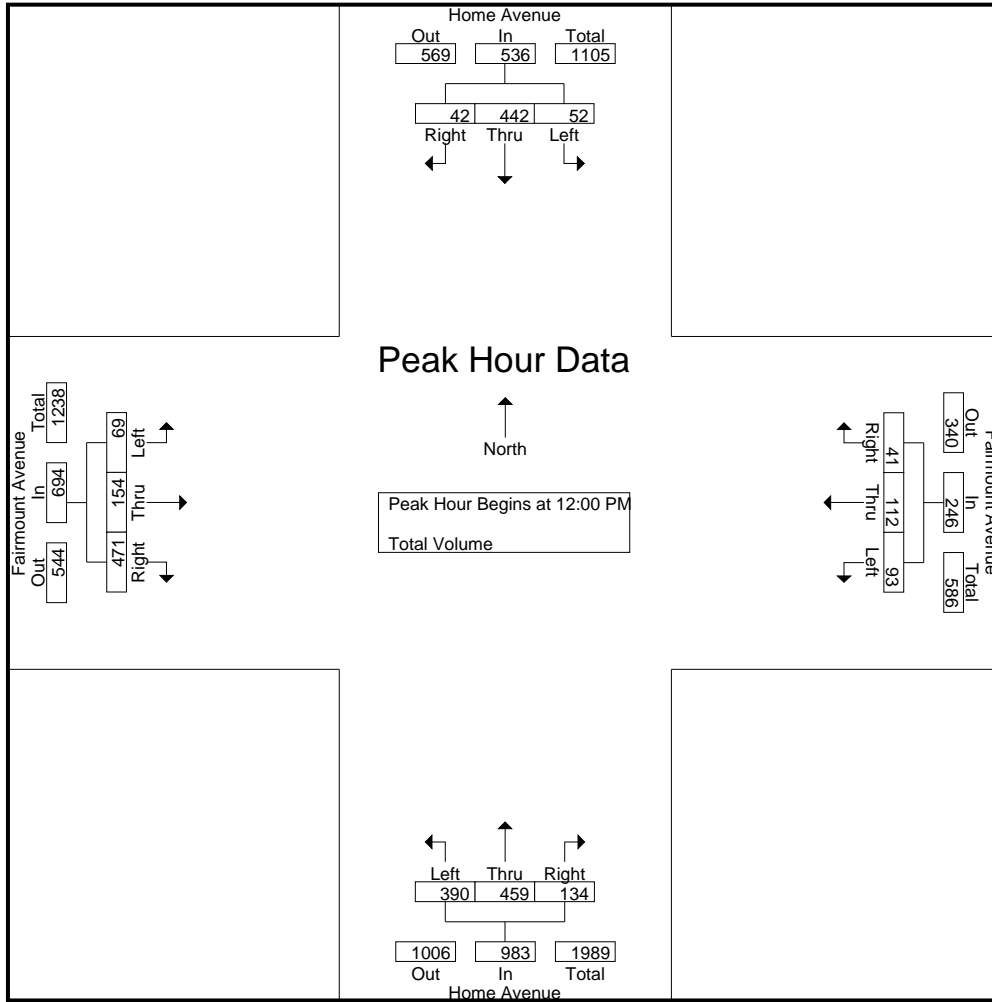 Home Avenue
Out In Total
569 536 1105
42 442 52
Right Thru Left
Peak Hour Data
North
Peak Hour Begins at 12:00 PM
Total Volume
Fairmount Avenue
Out In Total
544 694 1238
Left Thru Right
69 154 471
Right Thru Left
41 112 93
Out In Total
340 246 586
Fairmount Avenue
Left Thru Right
390 459 134
1006 983 1989
Out In Total
Home Avenue